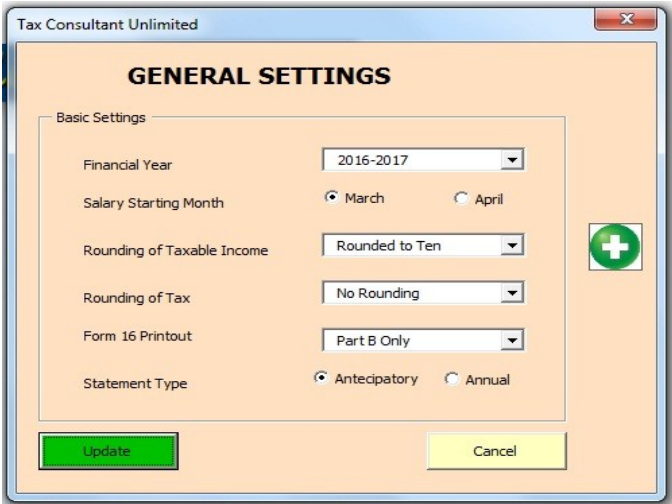 Tax Consultant Unlimited
GENERAL SETTINGS
Basic Settings
Financial Year 2016-2017
Salary Starting Month March April
Rounding of Taxable Income Rounded to Ten
Rounding of Tax No Rounding
Form 16 Printout Part B Only
Statement Type Antecipatory Annual
Update Cancel